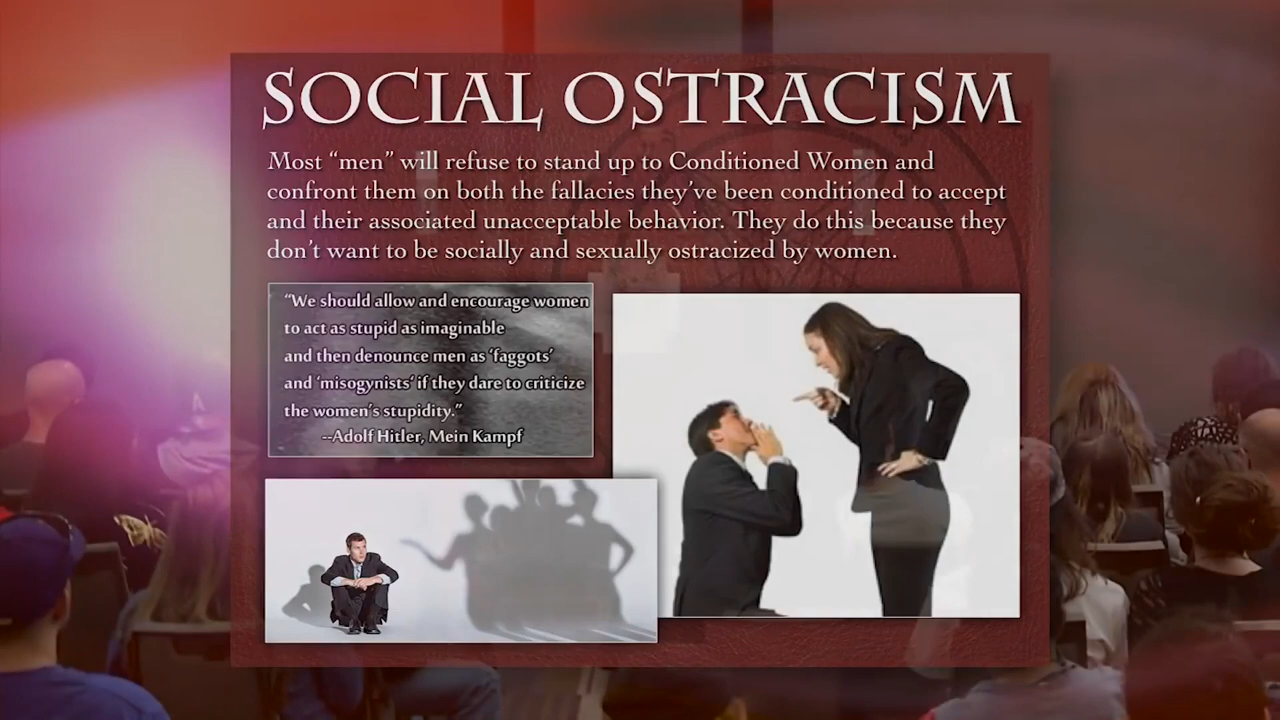 SOCIAL OSTRACISM
Most “men” will refuse to stand up to Conditioned Women and
confront them on both the fallacies they’ve been conditioned to accept
and their associated unacceptable behavior. They do this because they
don’t want to be socially and sexually ostracized by women.
“We should allow and encourage women
to act as stupid as imaginable
and then denounce men as ‘faggots’
and ‘misogynists’ if they dare to criticize
the women’s stupidity.”
--Adolf Hitler, Mein Kampf